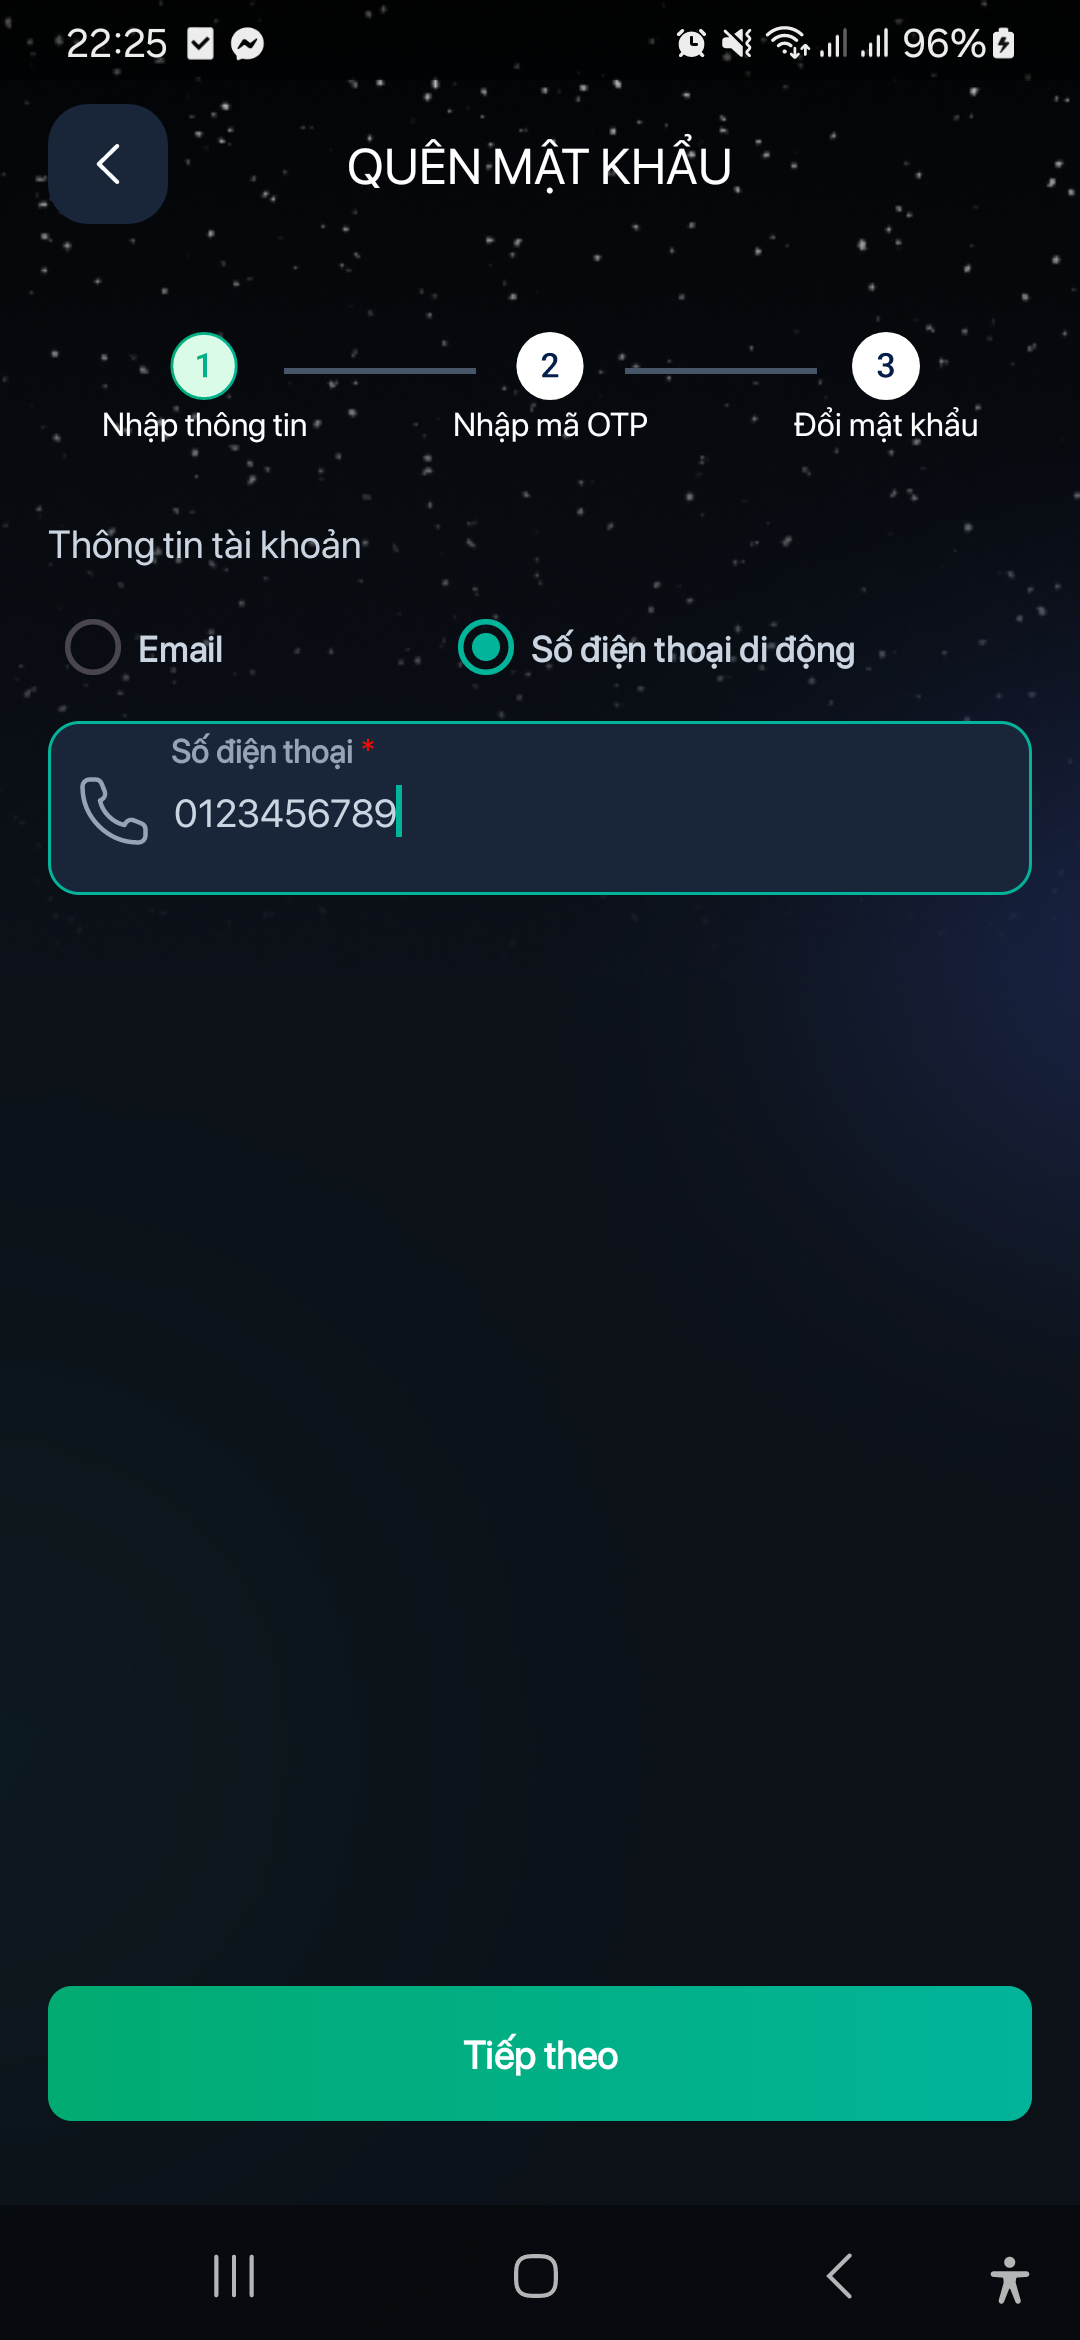 22:25 96%
QUÊN MẬT KHẨU
1 2 3
Nhập thông tin Nhập mã OTP Đổi mật khẩu
Thông tin tài khoản
Email Số điện thoại di động
Số điện thoại *
0123456789
Tiếp theo